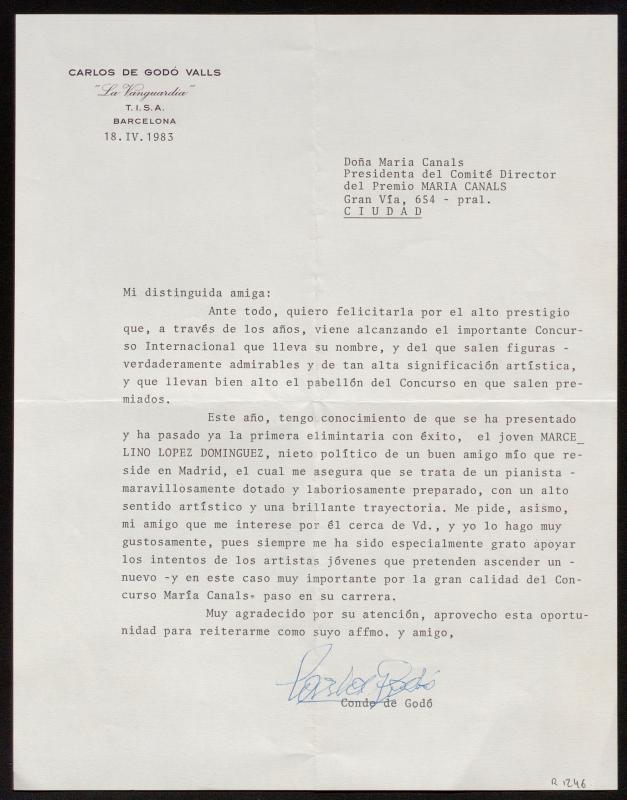 CARLOS DE GODÓ VALLS
"La Vanguardia"
T. I. S. A.
BARCELONA
18.IV.1983
Doña Maria Canals
Presidenta del Comité Director
del Premio MARIA CANALS
Gran Vía, 654 - pral.
C I U D A D
Mi distinguida amiga:
Ante todo, quiero felicitarla por el alto prestigio
que, a través de los años, viene alcanzando el importante Concur-
so Internacional que lleva su nombre, y del que salen figuras -
verdaderamente admirables y de tan alta significación artística,
y que llevan bien alto el pabellón del Concurso en que salen pre-
miados.
Este año, tengo conocimiento de que se ha presentado
y ha pasado ya la primera elimintaria con éxito, el joven MARCE_
LINO LOPEZ DOMINGUEZ, nieto político de un buen amigo mío que re-
side en Madrid, el cual me asegura que se trata de un pianista -
maravillosamente dotado y laboriosamente preparado, con un alto
sentido artístico y una brillante trayectoria. Me pide, asismo,
mi amigo que me interese por él cerca de Vd., y yo lo hago muy
gustosamente, pues siempre me ha sido especialmente grato apoyar
los intentos de los artistas jóvenes que pretenden ascender un -
nuevo -y en este caso muy importante por la gran calidad del Con-
curso María Canals- paso en su carrera.
Muy agradecido por su atención, aprovecho esta oportu-
nidad para reiterarme como suyo affmo. y amigo,
Carlos Godó
Conde de Godó
R 1246